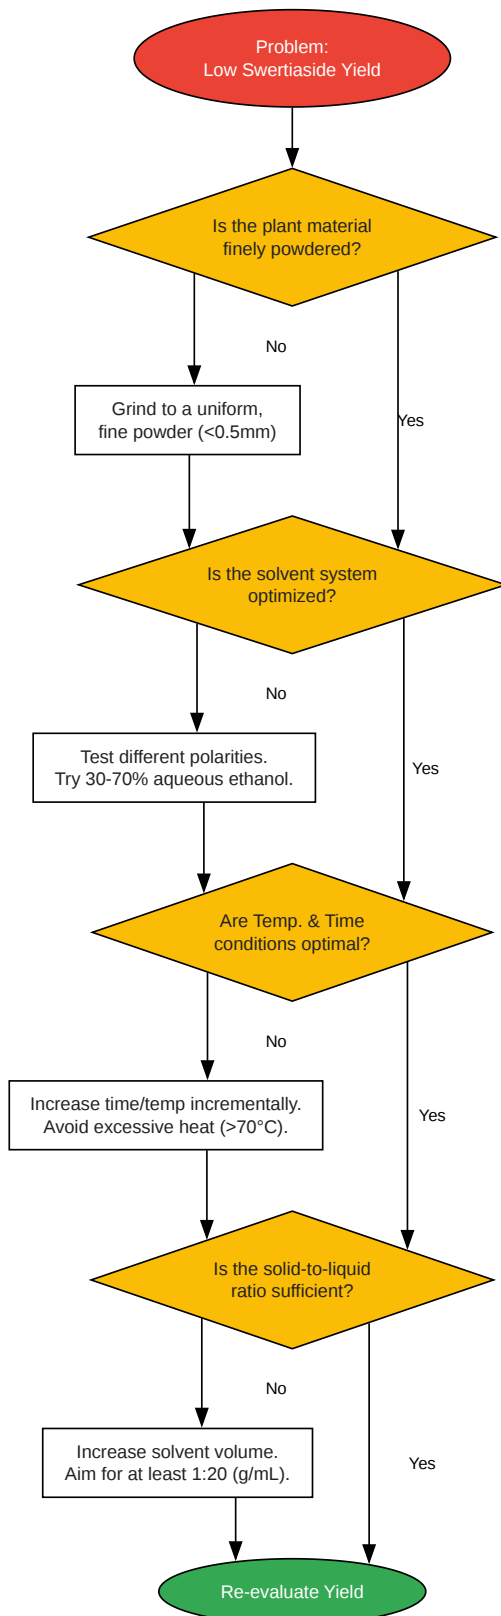 Problem:
Low Swertiaside Yield
Is the plant material
finely powdered?
No
Grind to a uniform,
fine powder (<0.5mm)
Yes
Is the solvent system
optimized?
No
Test different polarities.
Try 30-70% aqueous ethanol.
Yes
Are Temp. & Time
conditions optimal?
No
Increase time/temp incrementally.
Avoid excessive heat (>70°C).
Yes
Is the solid-to-liquid
ratio sufficient?
No
Increase solvent volume.
Aim for at least 1:20 (g/mL).
Yes
Re-evaluate Yield